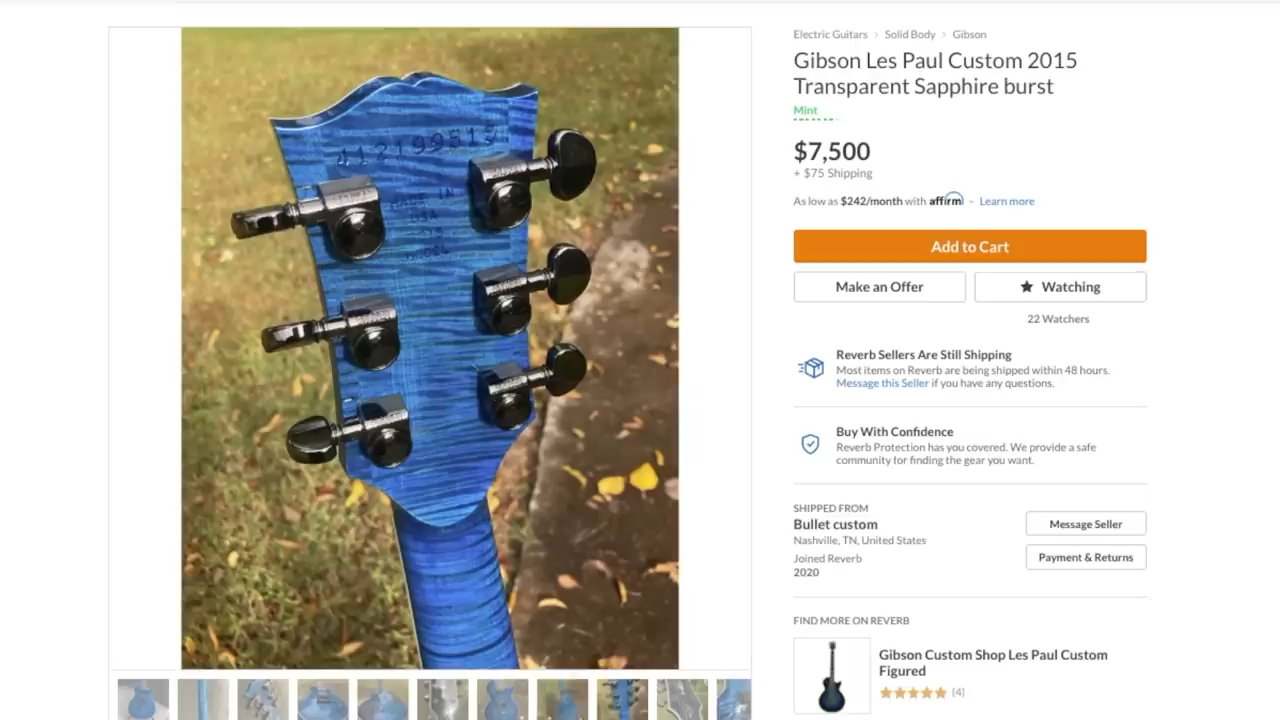 Electric Guitars › Solid Body › Gibson
Gibson Les Paul Custom 2015
Transparent Sapphire burst
Mint
$7,500
+ $75 Shipping
As low as $242/month with affirm – Learn more
Add to Cart
Make an Offer
★ Watching
22 Watchers
Reverb Sellers Are Still Shipping
Most items on Reverb are being shipped within 48 hours.
Message this Seller if you have any questions.
Buy With Confidence
Reverb Protection has you covered. We provide a safe
community for finding the gear you want.
SHIPPED FROM
Bullet custom
Message Seller
Nashville, TN, United States
Joined Reverb
Payment & Returns
2020
FIND MORE ON REVERB
Gibson Custom Shop Les Paul Custom
Figured
(4)
MADE IN
USA